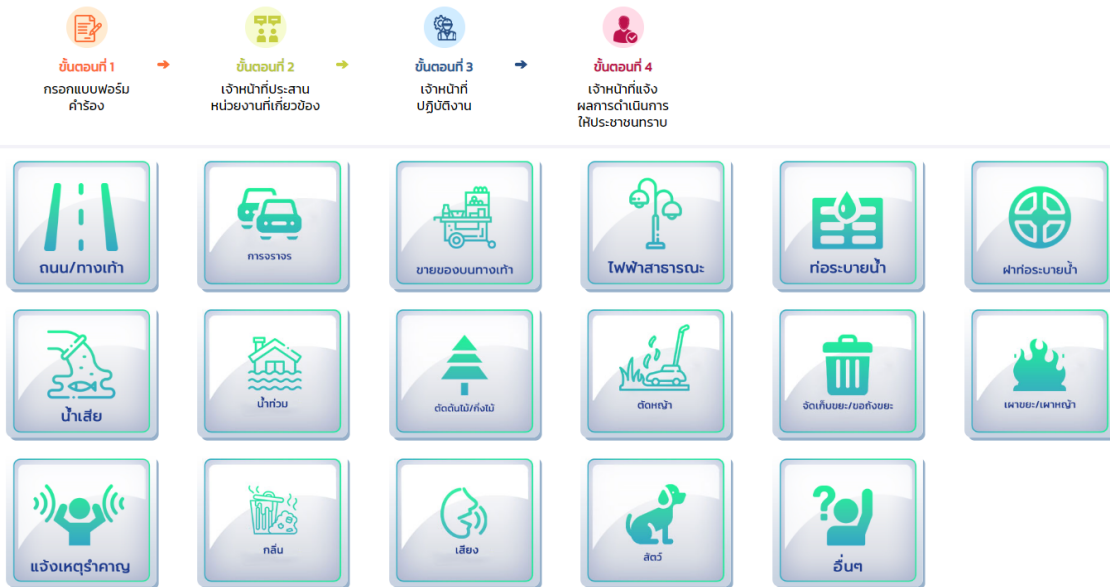 ขั้นตอนที่ 1
กรอกแบบฟอร์ม
คำร้อง
ขั้นตอนที่ 2
เจ้าหน้าที่ประสาน
หน่วยงานที่เกี่ยวข้อง
ขั้นตอนที่ 3
เจ้าหน้าที่
ปฏิบัติงาน
ขั้นตอนที่ 4
เจ้าหน้าที่แจ้ง
ผลการดำเนินการ
ให้ประชาชนทราบ
ถนน/ทางเท้า
การจราจร
ขายของบนทางเท้า
ไฟฟ้าสาธารณะ
ท่อระบายน้ำ
ฝาท่อระบายน้ำ
น้ำเสีย
น้ำท่วม
ตัดต้นไม้/กิ่งไม้
ตัดหญ้า
จัดเก็บขยะ/ขอถังขยะ
เผาขยะ/เผาหญ้า
แจ้งเหตุรำคาญ
กลิ่น
เสียง
สัตว์
อื่นๆ